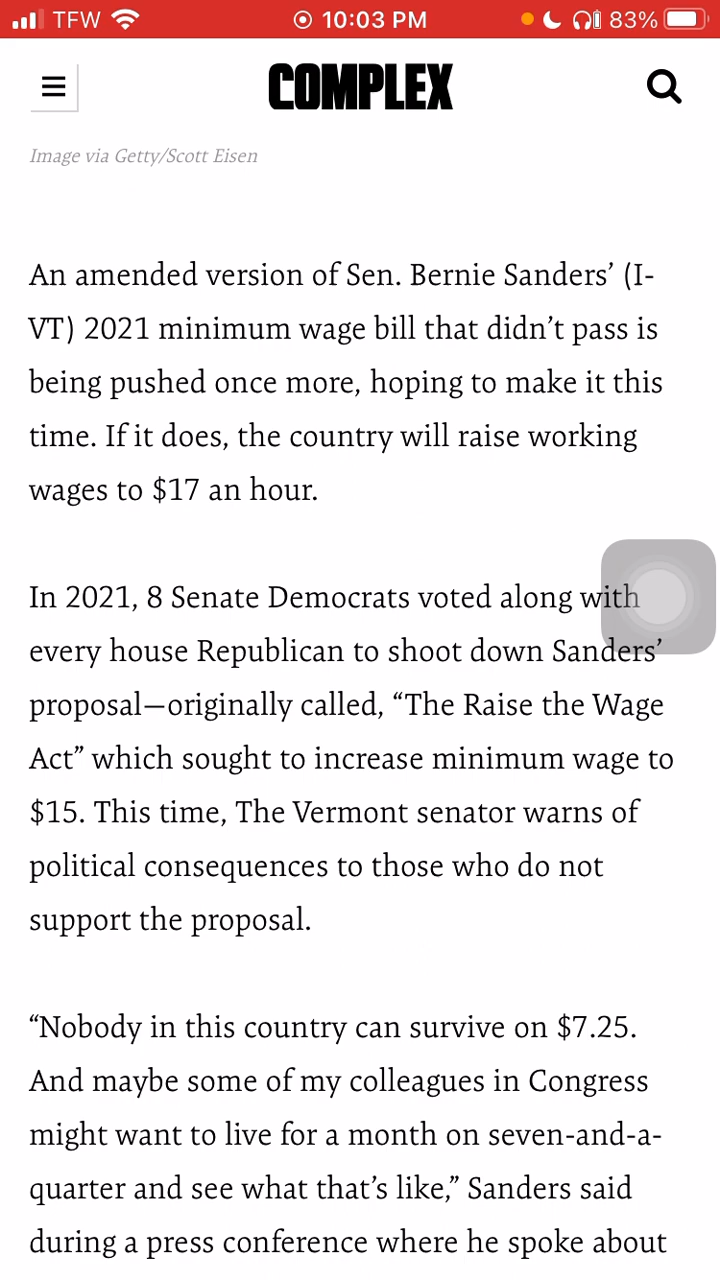 TFW 10:03 PM 83%
COMPLEX
Image via Getty/Scott Eisen
An amended version of Sen. Bernie Sanders’ (I-
VT) 2021 minimum wage bill that didn’t pass is
being pushed once more, hoping to make it this
time. If it does, the country will raise working
wages to $17 an hour.
In 2021, 8 Senate Democrats voted along with
every house Republican to shoot down Sanders’
proposal—originally called, “The Raise the Wage
Act” which sought to increase minimum wage to
$15. This time, The Vermont senator warns of
political consequences to those who do not
support the proposal.
“Nobody in this country can survive on $7.25.
And maybe some of my colleagues in Congress
might want to live for a month on seven-and-a-
quarter and see what that’s like,” Sanders said
during a press conference where he spoke about